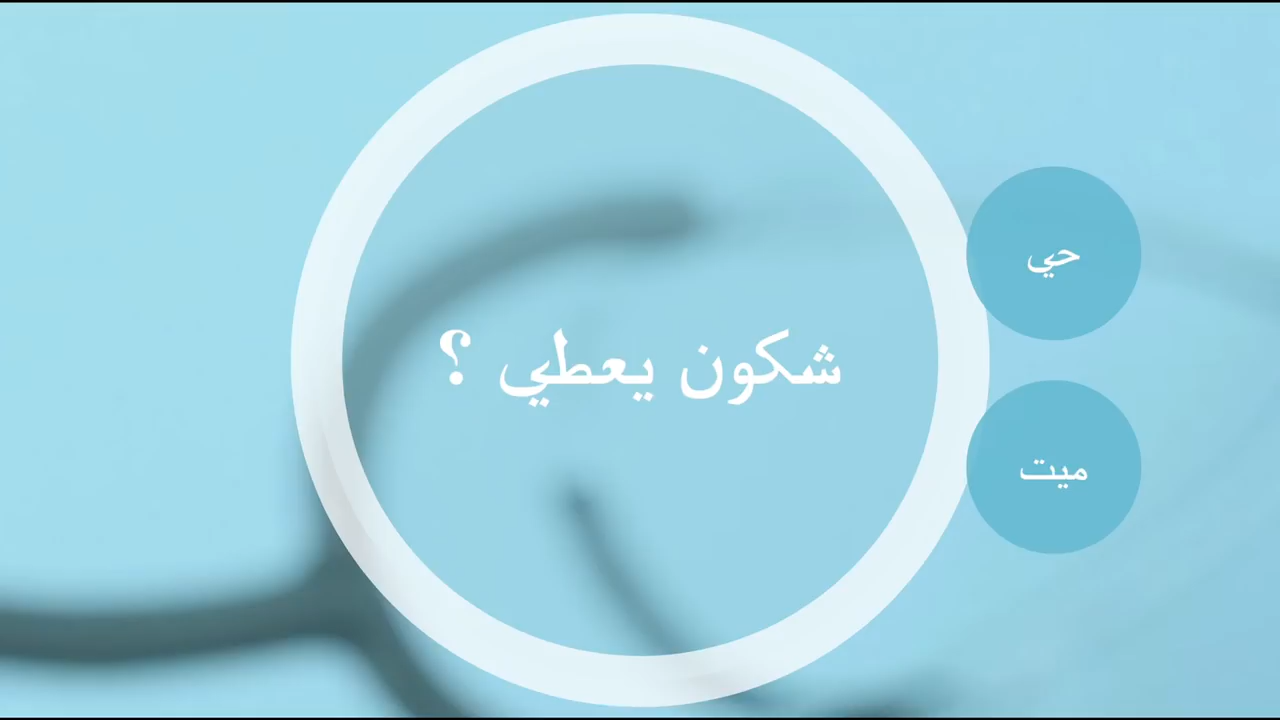 شكون يعطي ؟
حي
ميت